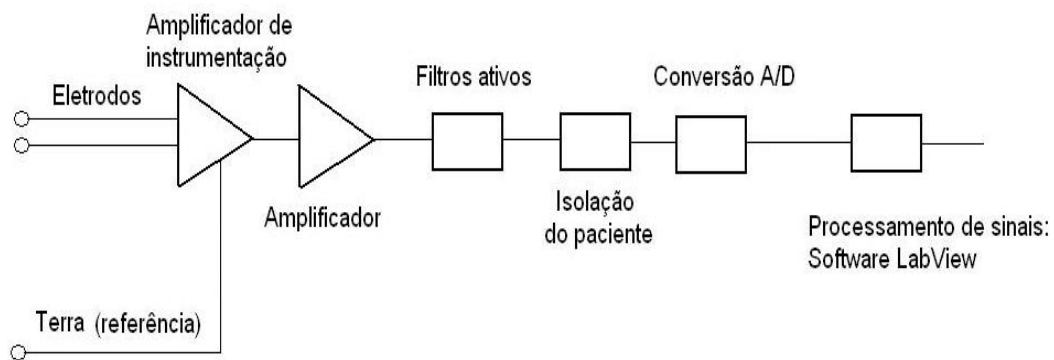 Amplificador de
instrumentação
Eletrodos
Filtros ativos
Conversão A/D
Amplificador
Isolação
do paciente
Processamento de sinais:
Software LabView
Terra (referência)